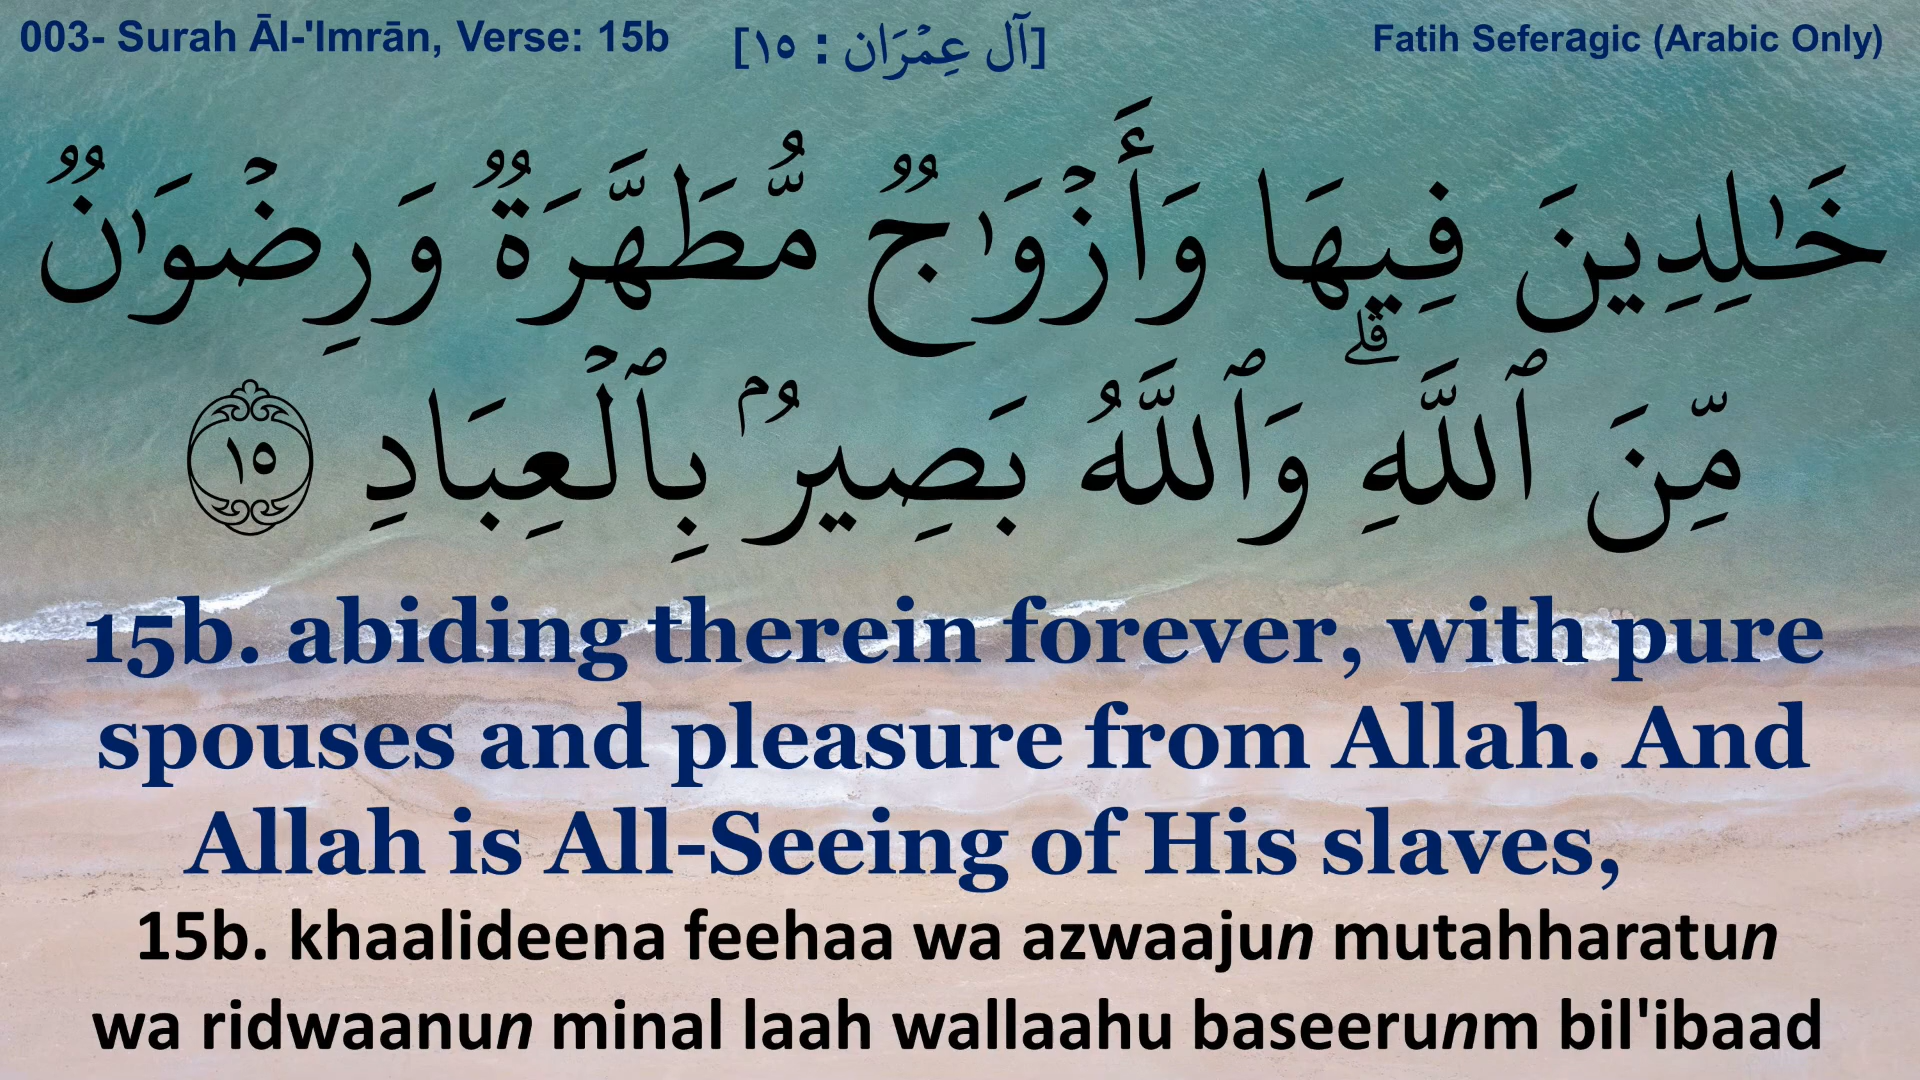 003- Surah Āl-'Imrān, Verse: 15b
[آل عِمْرَان : ١٥]
Fatih Seferagic (Arabic Only)
خَـٰلِدِينَ فِيهَا وَأَزۡوَٰجٌ مُّطَهَّرَةٌ وَرِضۡوَٰنٌ
مِّنَ ٱللَّهِۗ وَٱللَّهُ بَصِيرُۢ بِٱلۡعِبَادِ ١٥
15b. abiding therein forever, with pure
spouses and pleasure from Allah. And
Allah is All-Seeing of His slaves,
15b. khaalideena feehaa wa azwaajun mutahharatun
wa ridwaanun minal laah wallaahu baseerunm bil'ibaad